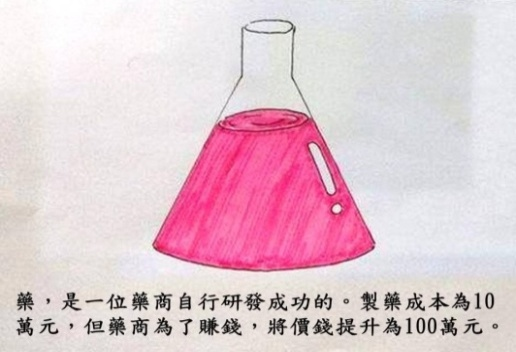 藥，是一位藥商自行研發成功的。製藥成本為10
萬元，但藥商為了賺錢，將價錢提升為100萬元。